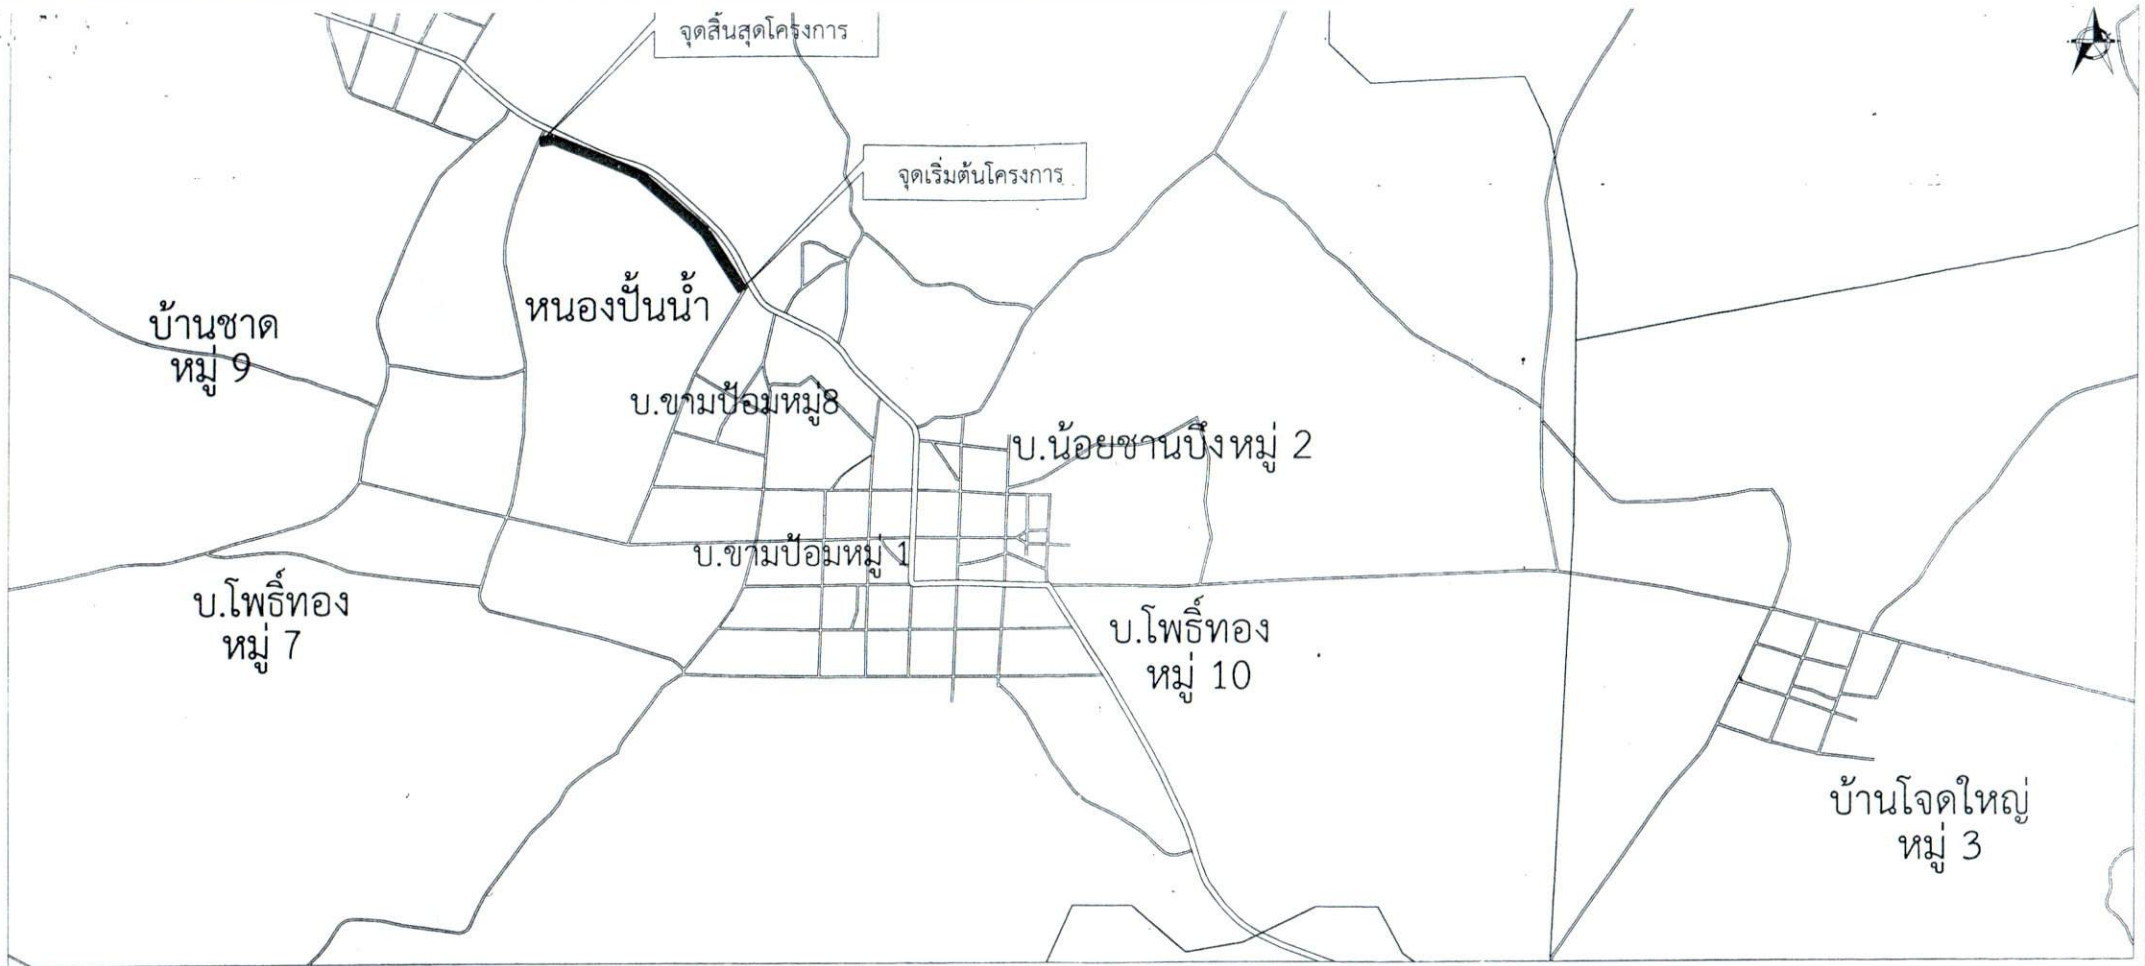 จุดสิ้นสุดโครงการ
จุดเริ่มต้นโครงการ
หนองปั้นน้ำ
บ้านชาด
หมู่ 9
บ.ขามป้อมหมู่8
บ.น้อยชานบึงหมู่ 2
บ.ขามป้อมหมู่ 1
บ.โพธิ์ทอง
หมู่ 7
บ.โพธิ์ทอง
หมู่ 10
บ้านโจดใหญ่
หมู่ 3